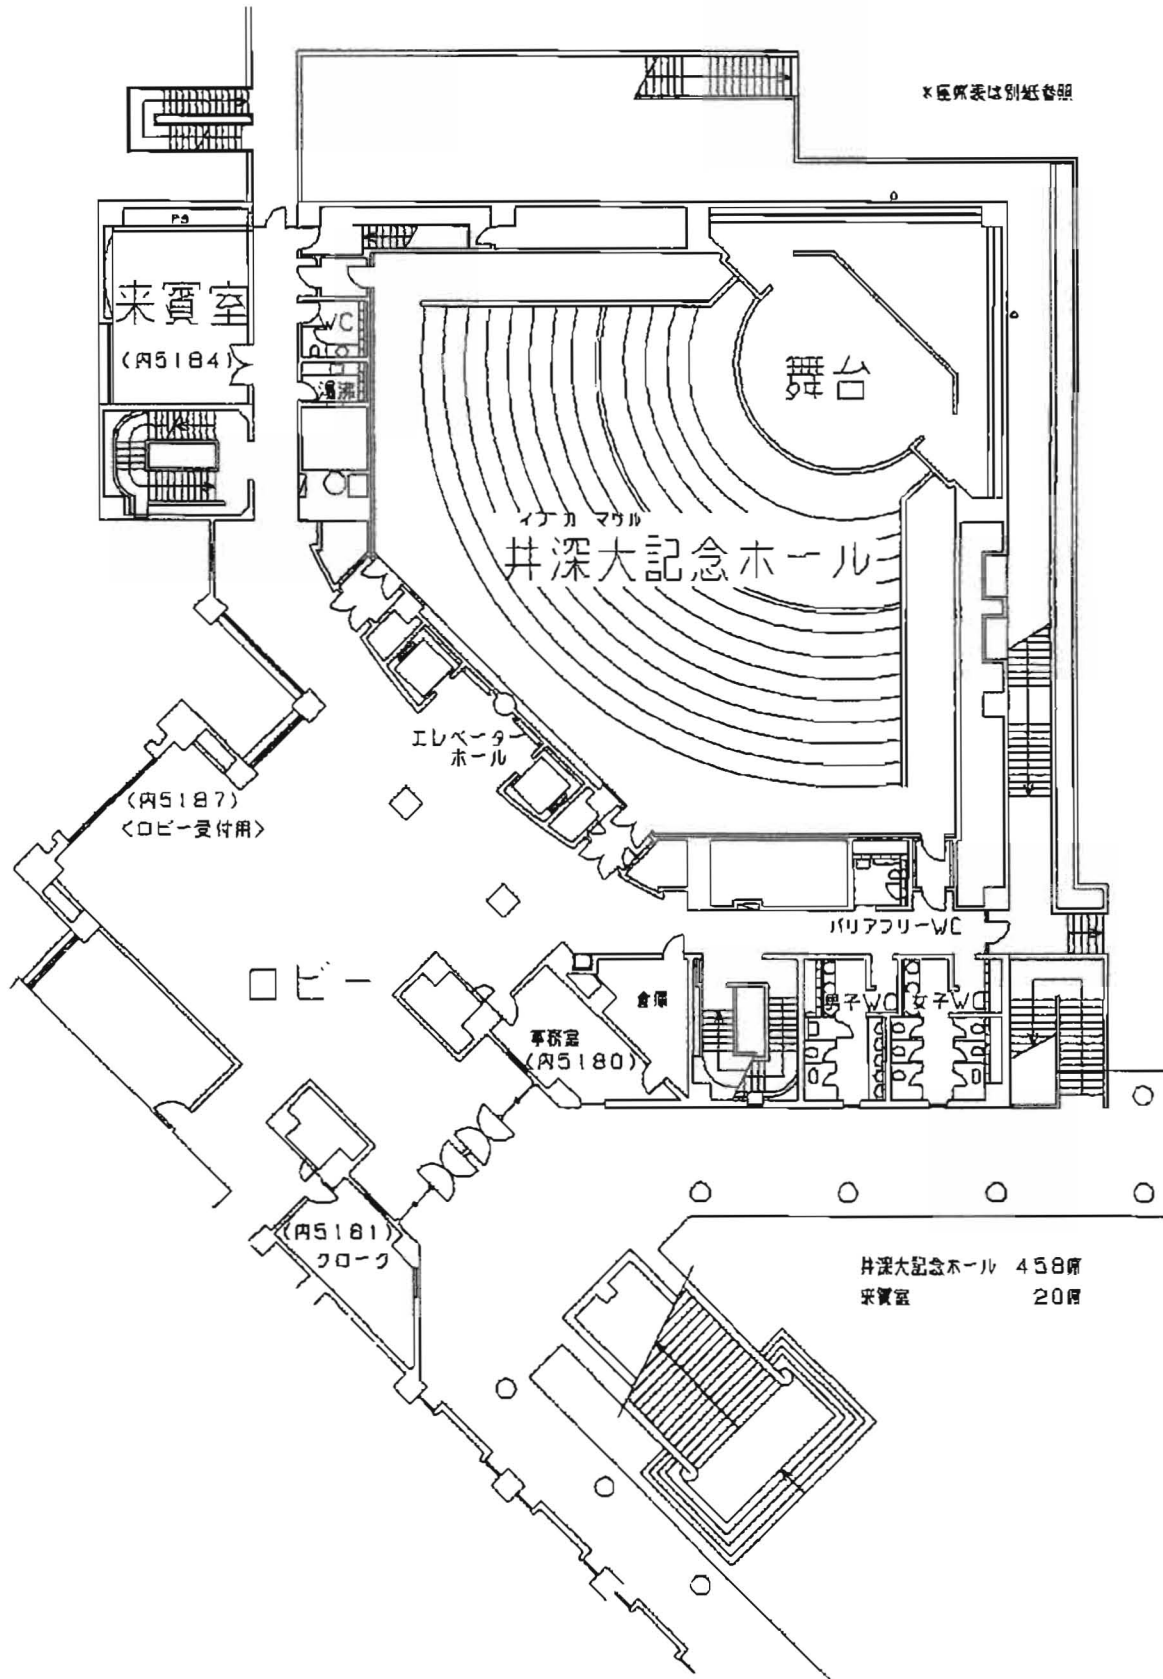 ※座席表は別紙参照
PS
来賓室
(内5184)
WC
湯沸
舞台
イブカ マサル
井深大記念ホール
エレベーター
ホール
(内5187)
<ロビー受付用>
バリアフリーWC
ロビー
倉庫
男子WC
女子WC
事務室
(内5180)
(内5181)
クローク
井深大記念ホール 458席
来賓室 20席